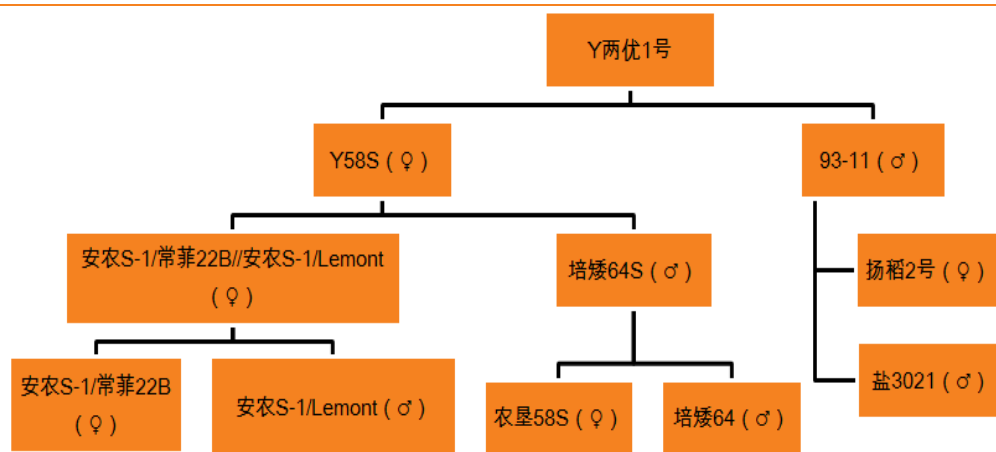 Y两优1号
Y58S（♀）
93-11（♂）
安农S-1/常菲22B//安农S-1/Lemont
（♀）
培矮64S（♂）
扬稻2号（♀）
安农S-1/常菲22B
（♀）
安农S-1/Lemont（♂）
农垦58S（♀）
培矮64（♂）
盐3021（♂）